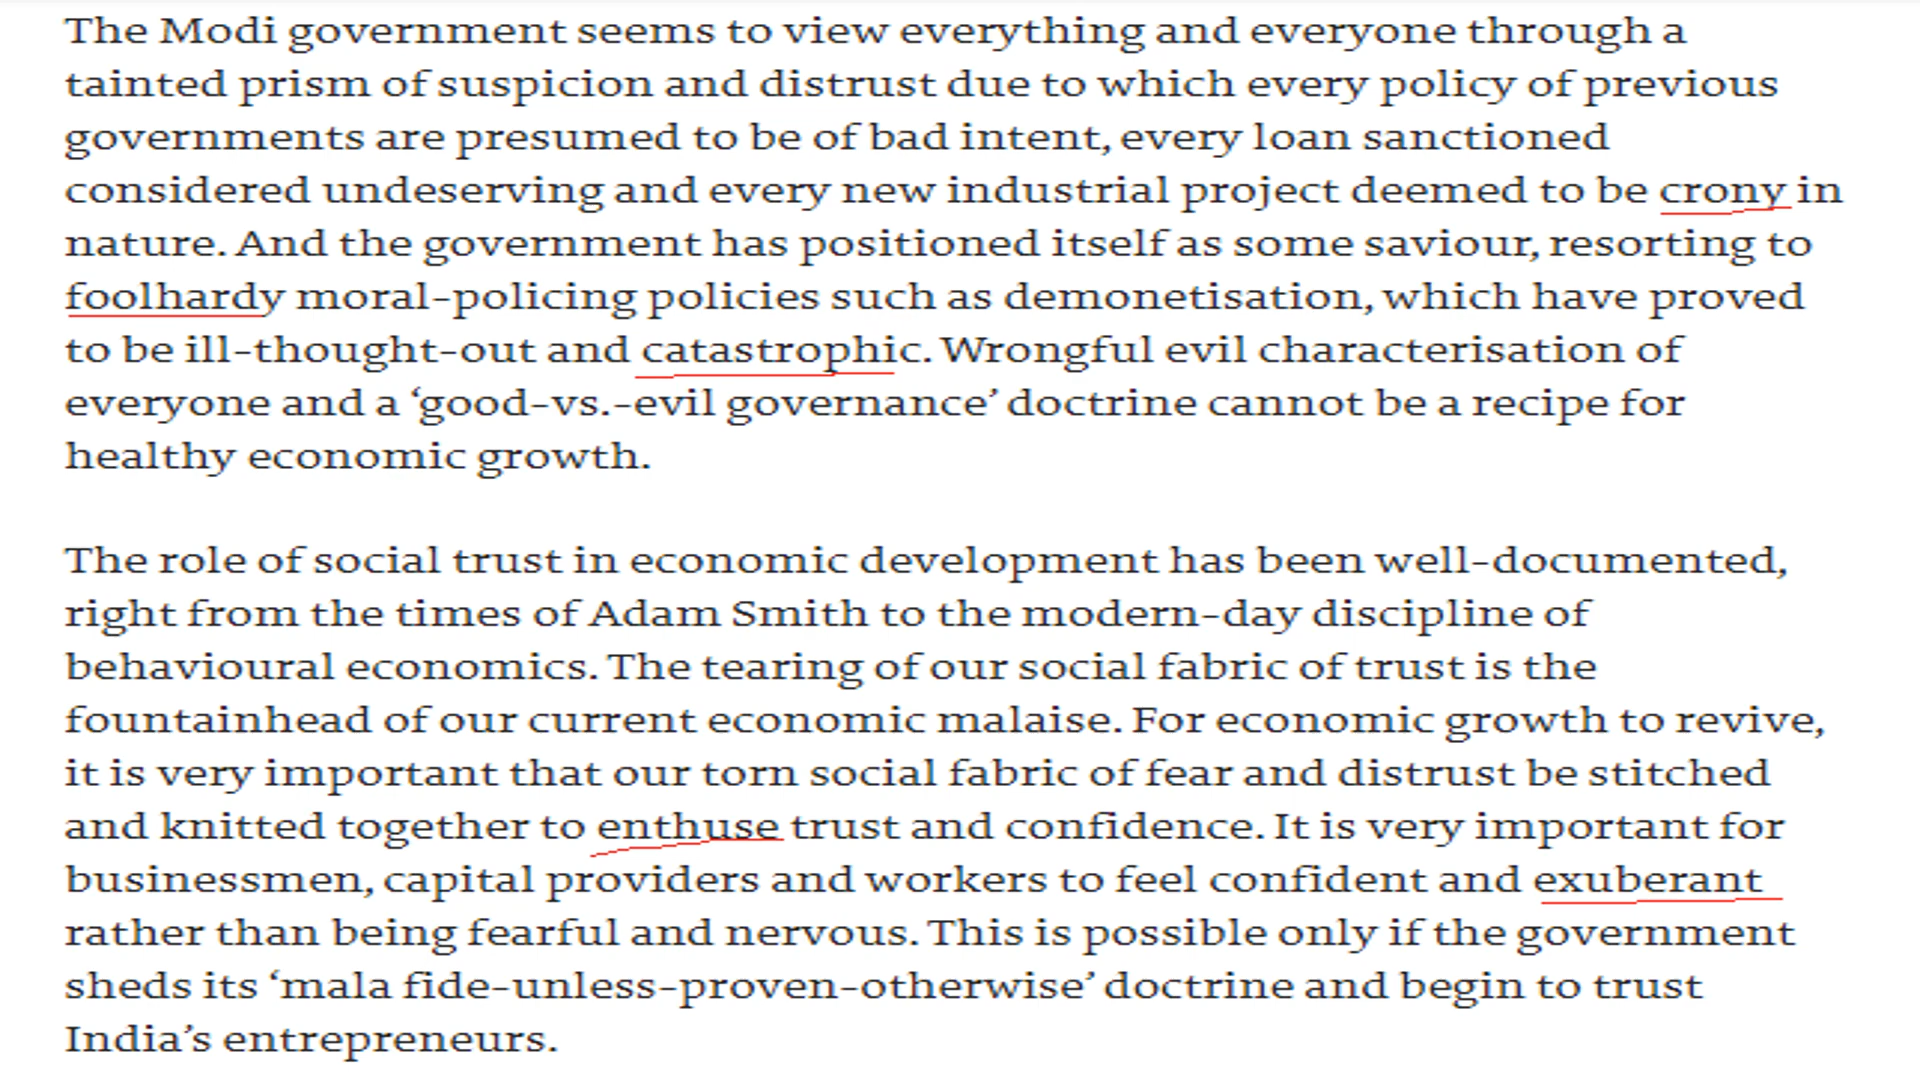 The Modi government seems to view everything and everyone through a
tainted prism of suspicion and distrust due to which every policy of previous
governments are presumed to be of bad intent, every loan sanctioned
considered undeserving and every new industrial project deemed to be crony in
nature. And the government has positioned itself as some saviour, resorting to
foolhardy moral-policing policies such as demonetisation, which have proved
to be ill-thought-out and catastrophic. Wrongful evil characterisation of
everyone and a ‘good-vs.-evil governance’ doctrine cannot be a recipe for
healthy economic growth.
The role of social trust in economic development has been well-documented,
right from the times of Adam Smith to the modern-day discipline of
behavioural economics. The tearing of our social fabric of trust is the
fountainhead of our current economic malaise. For economic growth to revive,
it is very important that our torn social fabric of fear and distrust be stitched
and knitted together to enthuse trust and confidence. It is very important for
businessmen, capital providers and workers to feel confident and exuberant
rather than being fearful and nervous. This is possible only if the government
sheds its ‘mala fide-unless-proven-otherwise’ doctrine and begin to trust
India’s entrepreneurs.